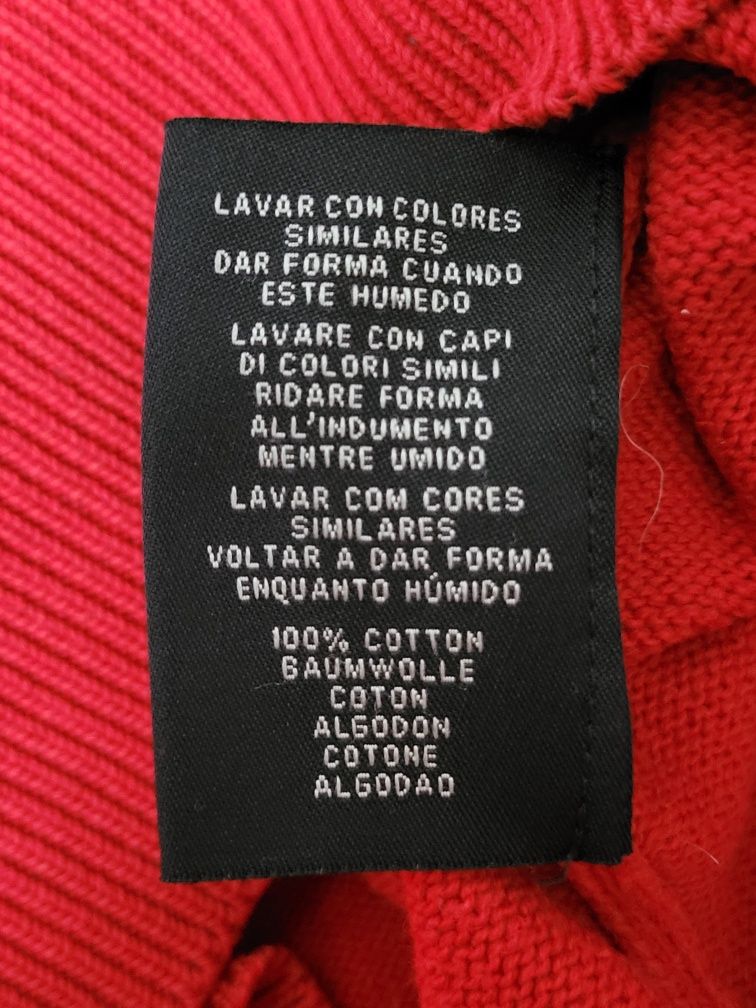 LAVAR CON COLORES
SIMILARES
DAR FORMA CUANDO
ESTE HUMEDO
LAVARE CON CAPI
DI COLORI SIMILI
RIDARE FORMA
ALL'INDUMENTO
MENTRE UMIDO
LAVAR COM CORES
SIMILARES
VOLTAR A DAR FORMA
ENQUANTO HÚMIDO
100% COTTON
BAUMWOLLE
COTON
ALGODON
COTONE
ALGODAO